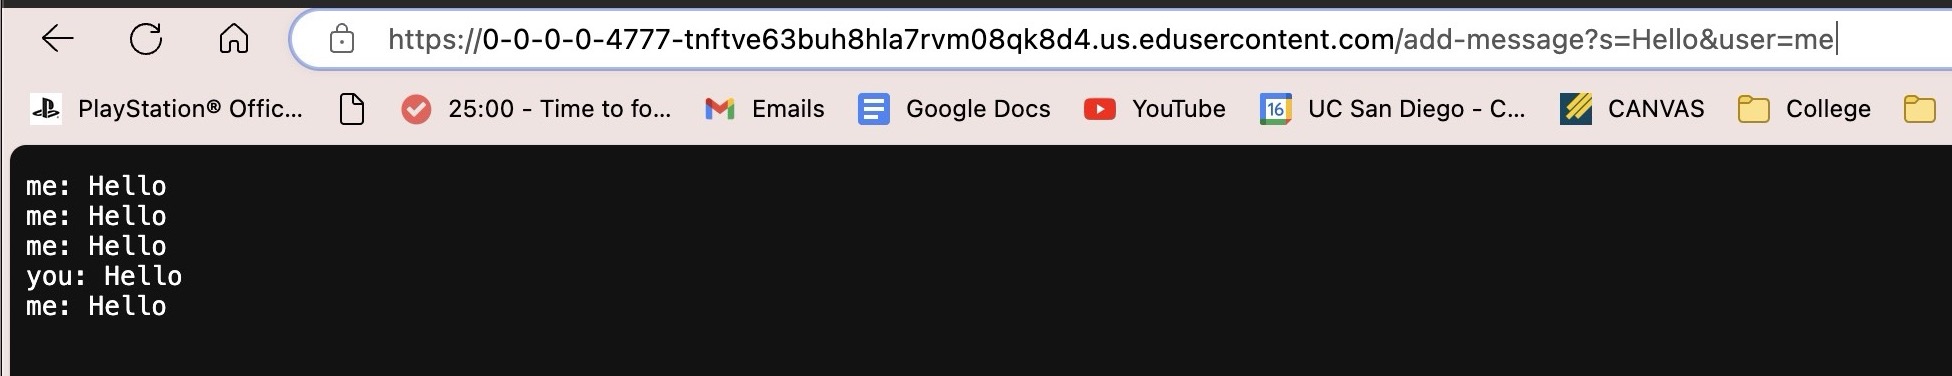 https://0-0-0-0-4777-tnftve63buh8hla7rvm08qk8d4.us.edusercontent.com/add-message?s=Hello&user=me
PlayStation® Offic... 25:00 - Time to fo... Emails Google Docs YouTube 16 UC San Diego - C... CANVAS College
me: Hello
me: Hello
me: Hello
you: Hello
me: Hello